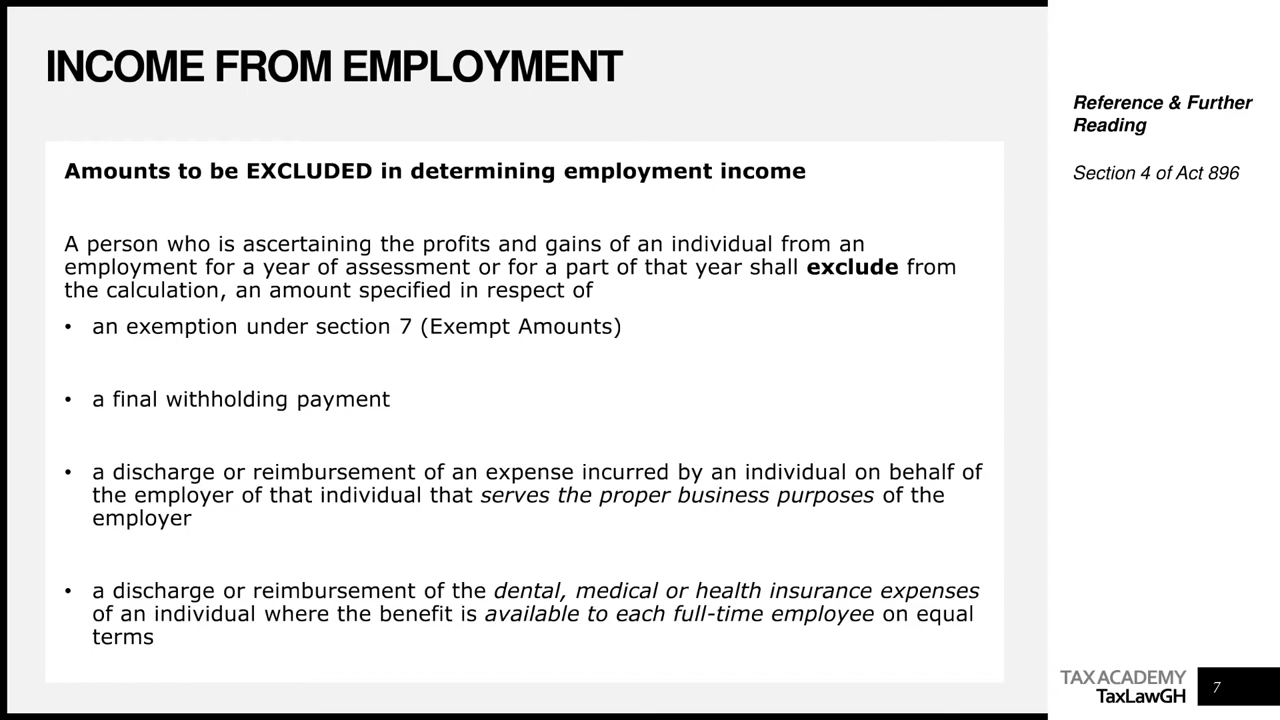 INCOME FROM EMPLOYMENT
Amounts to be EXCLUDED in determining employment income
A person who is ascertaining the profits and gains of an individual from an
employment for a year of assessment or for a part of that year shall exclude from
the calculation, an amount specified in respect of
• an exemption under section 7 (Exempt Amounts)
• a final withholding payment
• a discharge or reimbursement of an expense incurred by an individual on behalf of
the employer of that individual that serves the proper business purposes of the
employer
• a discharge or reimbursement of the dental, medical or health insurance expenses
of an individual where the benefit is available to each full-time employee on equal
terms
Reference & Further
Reading
Section 4 of Act 896
TAX ACADEMY
TaxLawGH
7